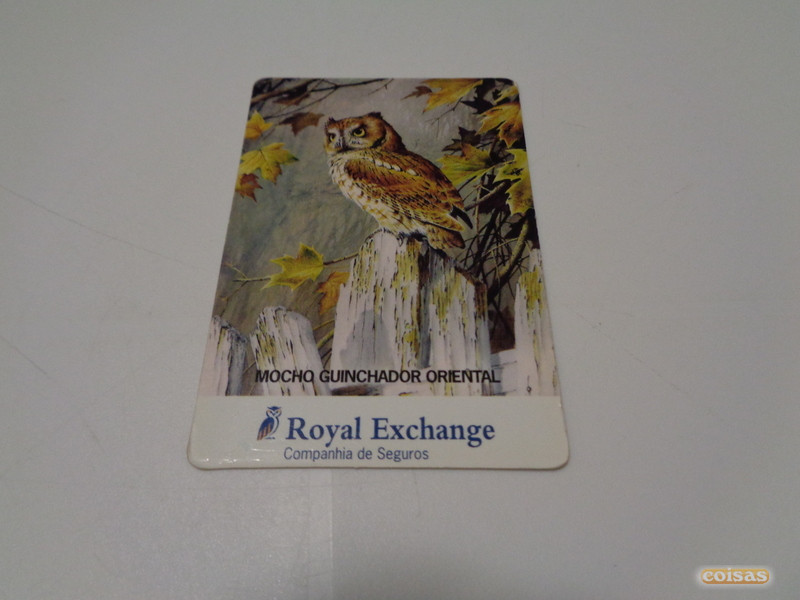 MOCHO GUINCHADOR ORIENTAL
Royal Exchange
Companhia de Seguros
coisas